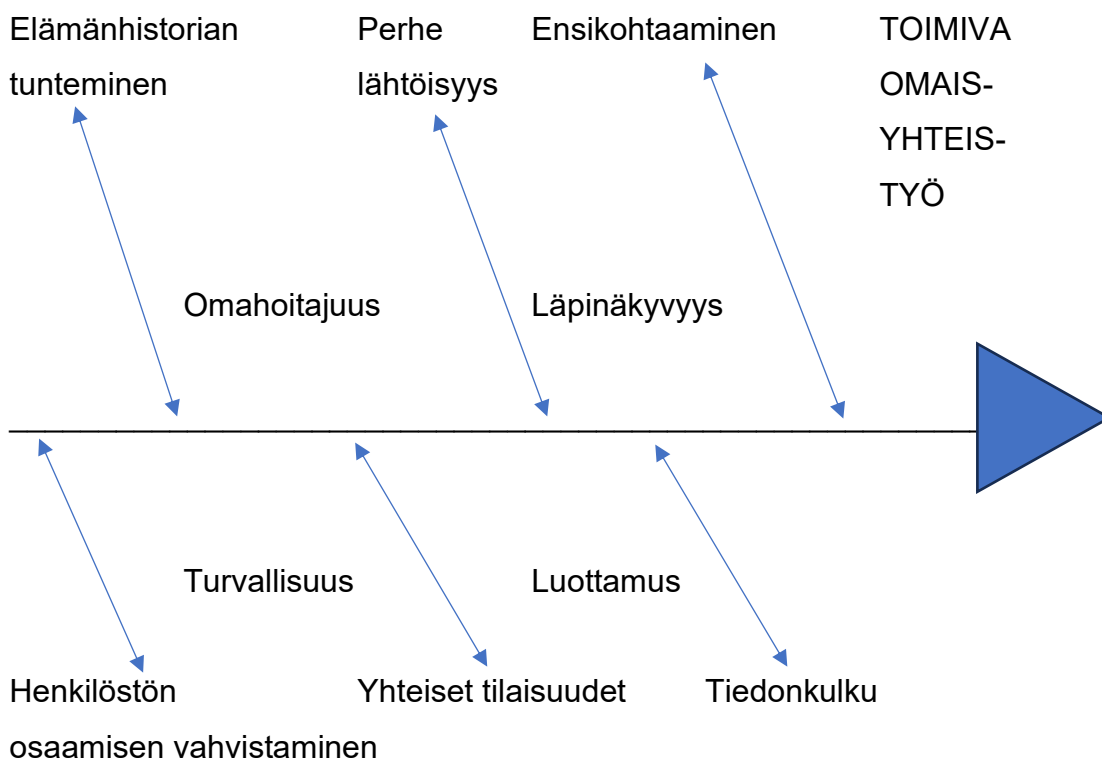 Elämänhistorian Perhe Ensikohtaaminen TOIMIVA
tunteminen lähtöisyys OMAIS-
YHTEIS-
TYÖ
Omahoitajuus Läpinäkyvyys
Turvallisuus Luottamus
Henkilöstön Yhteiset tilaisuudet Tiedonkulku
osaamisen vahvistaminen